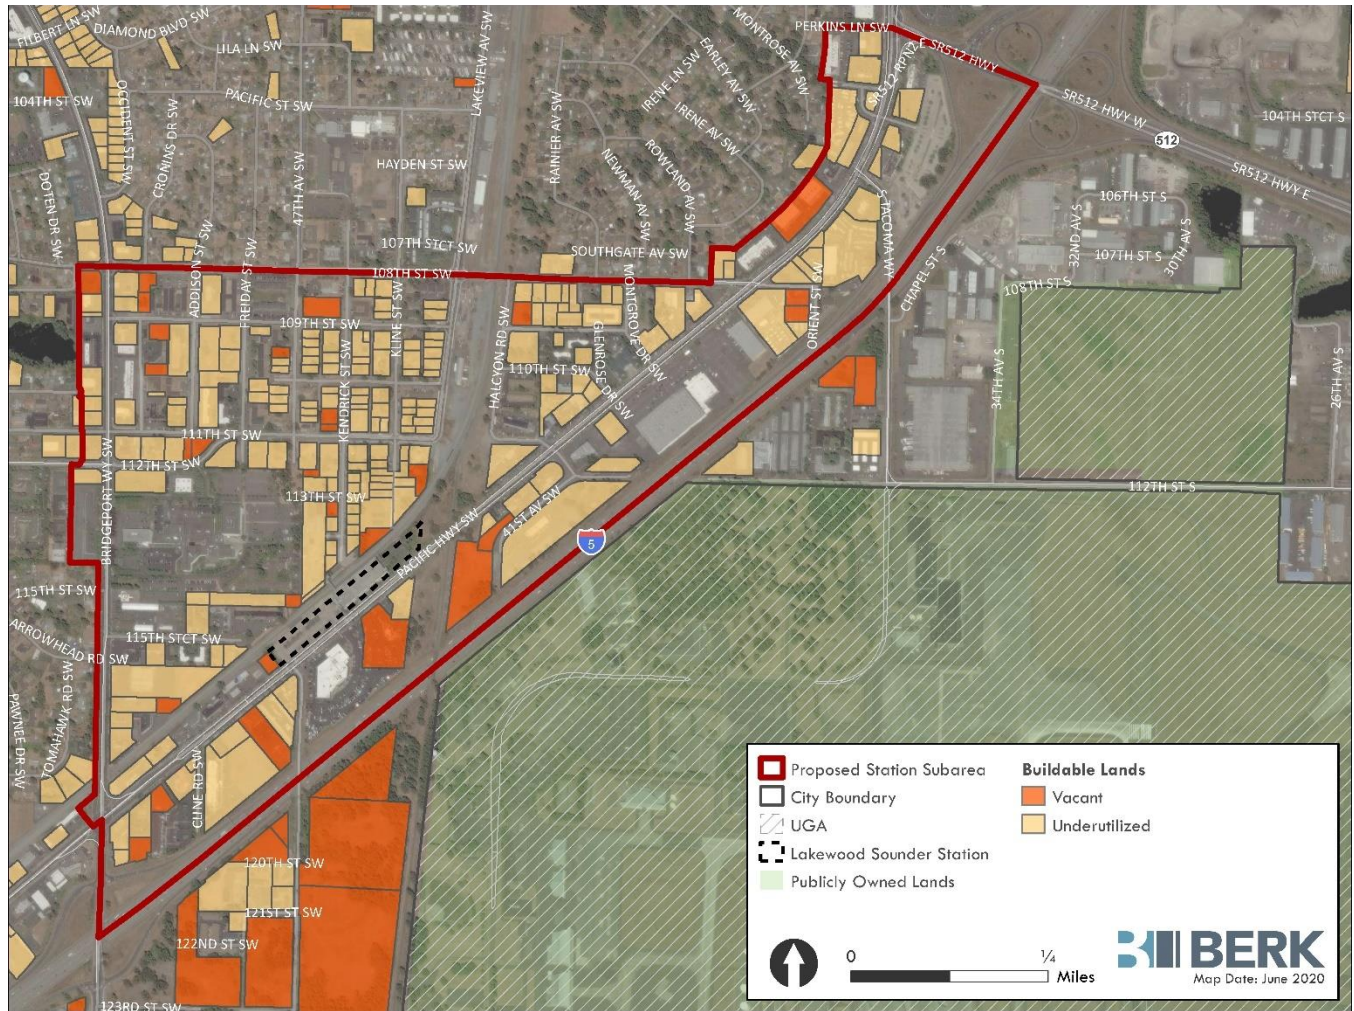 FILBERT LN SW
DIAMOND BLVD SW
LILA LN SW
LAKEVIEW AV SW
MONTROSE AV SW
PERKINS LN SW
EARLEY AV SW
IRENE LN SW
SR512 HWY
SR512 HWY W
104TH ST SW
OCCIDENT ST SW
PACIFIC ST SW
CRONINS DR SW
RAINIER AV SW
IRENE AV SW
ROWLAND AV SW
NEWMAN AV SW
104TH STCT S
512
SR512 HWY E
DOTEN DR SW
47TH AV SW
HAYDEN ST SW
106TH ST S
32ND AV S
30TH AV S
107TH STCT SW
SOUTHGATE AV SW
107TH ST S
ADDISON ST SW
FREIDAY ST SW
108TH ST SW
MONTGROVE DR SW
S TACOMA WY
CHAPEL ST S
108TH ST S
109TH ST SW
KLINE ST SW
HALCYON RD SW
GLENROSE DR SW
ORIENT ST SW
110TH ST SW
34TH AV S
26TH AV S
KENDRICK ST SW
111TH ST SW
112TH ST SW
113TH ST SW
BRIDGEPORT WY SW
112TH ST S
41ST AV SW
PACIFIC HWY SW
5
115TH ST SW
ARROWHEAD RD SW
115TH STCT SW
PAWNEE DR SW
TOMAHAWK RD SW
CLINE RD SW
120TH ST SW
121ST ST SW
122ND ST SW
123RD ST SW
Proposed Station Subarea
City Boundary
UGA
Lakewood Sounder Station
Publicly Owned Lands
Buildable Lands
Vacant
Underutilized
0 ¼
Miles
BERK
Map Date: June 2020